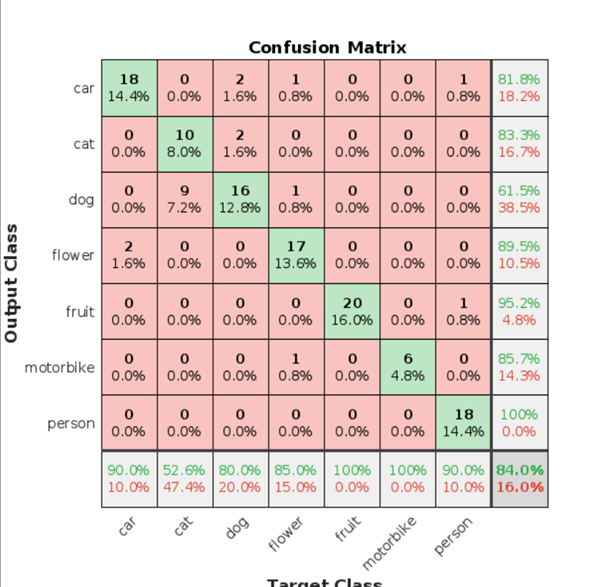 Confusion Matrix
car 18 0 2 1 0 0 1 81.8%
14.4% 0.0% 1.6% 0.8% 0.0% 0.0% 0.8% 18.2%
cat 0 10 2 0 0 0 0 83.3%
0.0% 8.0% 1.6% 0.0% 0.0% 0.0% 0.0% 16.7%
dog 0 9 16 1 0 0 0 61.5%
0.0% 7.2% 12.8% 0.8% 0.0% 0.0% 0.0% 38.5%
flower 2 0 0 17 0 0 0 89.5%
1.6% 0.0% 0.0% 13.6% 0.0% 0.0% 0.0% 10.5%
fruit 0 0 0 0 20 0 1 95.2%
0.0% 0.0% 0.0% 0.0% 16.0% 0.0% 0.8% 4.8%
motorbike 0 0 0 1 0 6 0 85.7%
0.0% 0.0% 0.0% 0.8% 0.0% 4.8% 0.0% 14.3%
person 0 0 0 0 0 0 18 100%
0.0% 0.0% 0.0% 0.0% 0.0% 0.0% 14.4% 0.0%
90.0% 52.6% 80.0% 85.0% 100% 100% 90.0% 84.0%
10.0% 47.4% 20.0% 15.0% 0.0% 0.0% 10.0% 16.0%
car cat dog flower fruit motorbike person
Output Class
Target Class